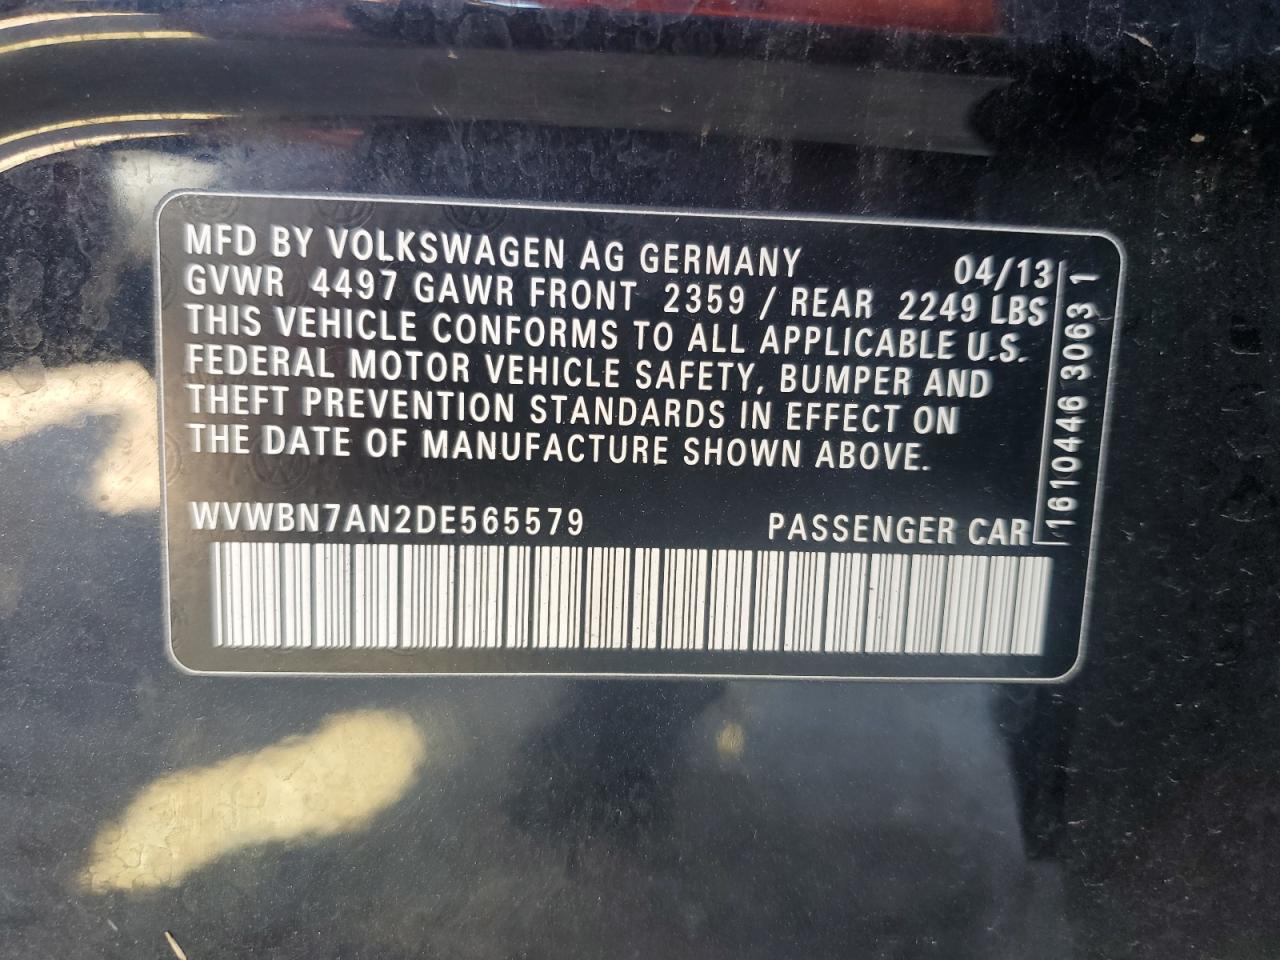 MFD BY VOLKSWAGEN AG GERMANY 04/13
GVWR 4497 GAWR FRONT 2359 / REAR 2249 LBS
THIS VEHICLE CONFORMS TO ALL APPLICABLE U.S.
FEDERAL MOTOR VEHICLE SAFETY, BUMPER AND
THEFT PREVENTION STANDARDS IN EFFECT ON
THE DATE OF MANUFACTURE SHOWN ABOVE.
WVWBN7AN2DE565579 PASSENGER CAR
1610446 3063 1